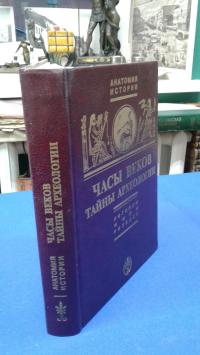 АНАТОМИЯ
ИСТОРИИ
ЧАСЫ ВЕКОВ
ТАЙНЫ АРХЕОЛОГИИ
ЧАСЫ ВЕКОВ
ТАЙНЫ АРХЕОЛОГИИ
АНАТОМИЯ
ИСТОРИИ